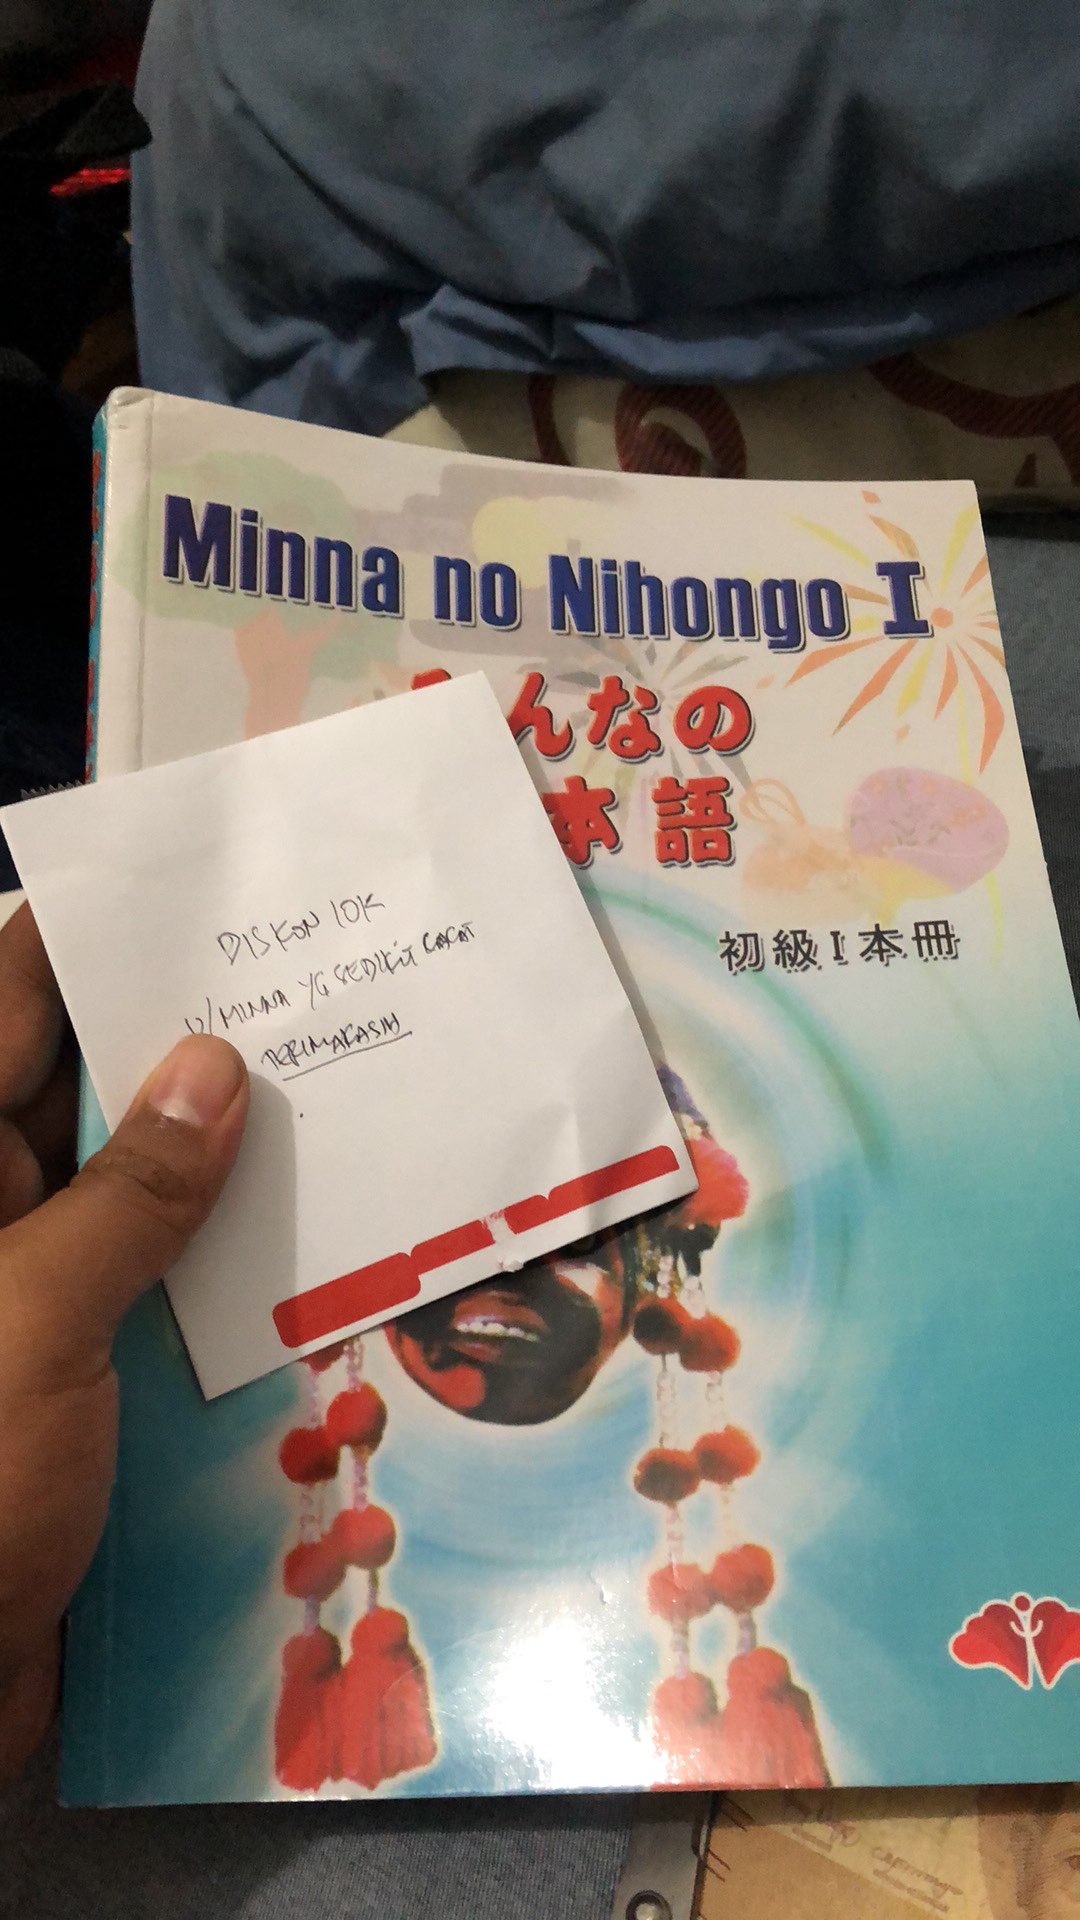 Minna no Nihongo I
んなの
本語
初級 I 本冊
DISKON 10K
U/MINNA YG SEDIKIT CACAT
TERIMAKASIH